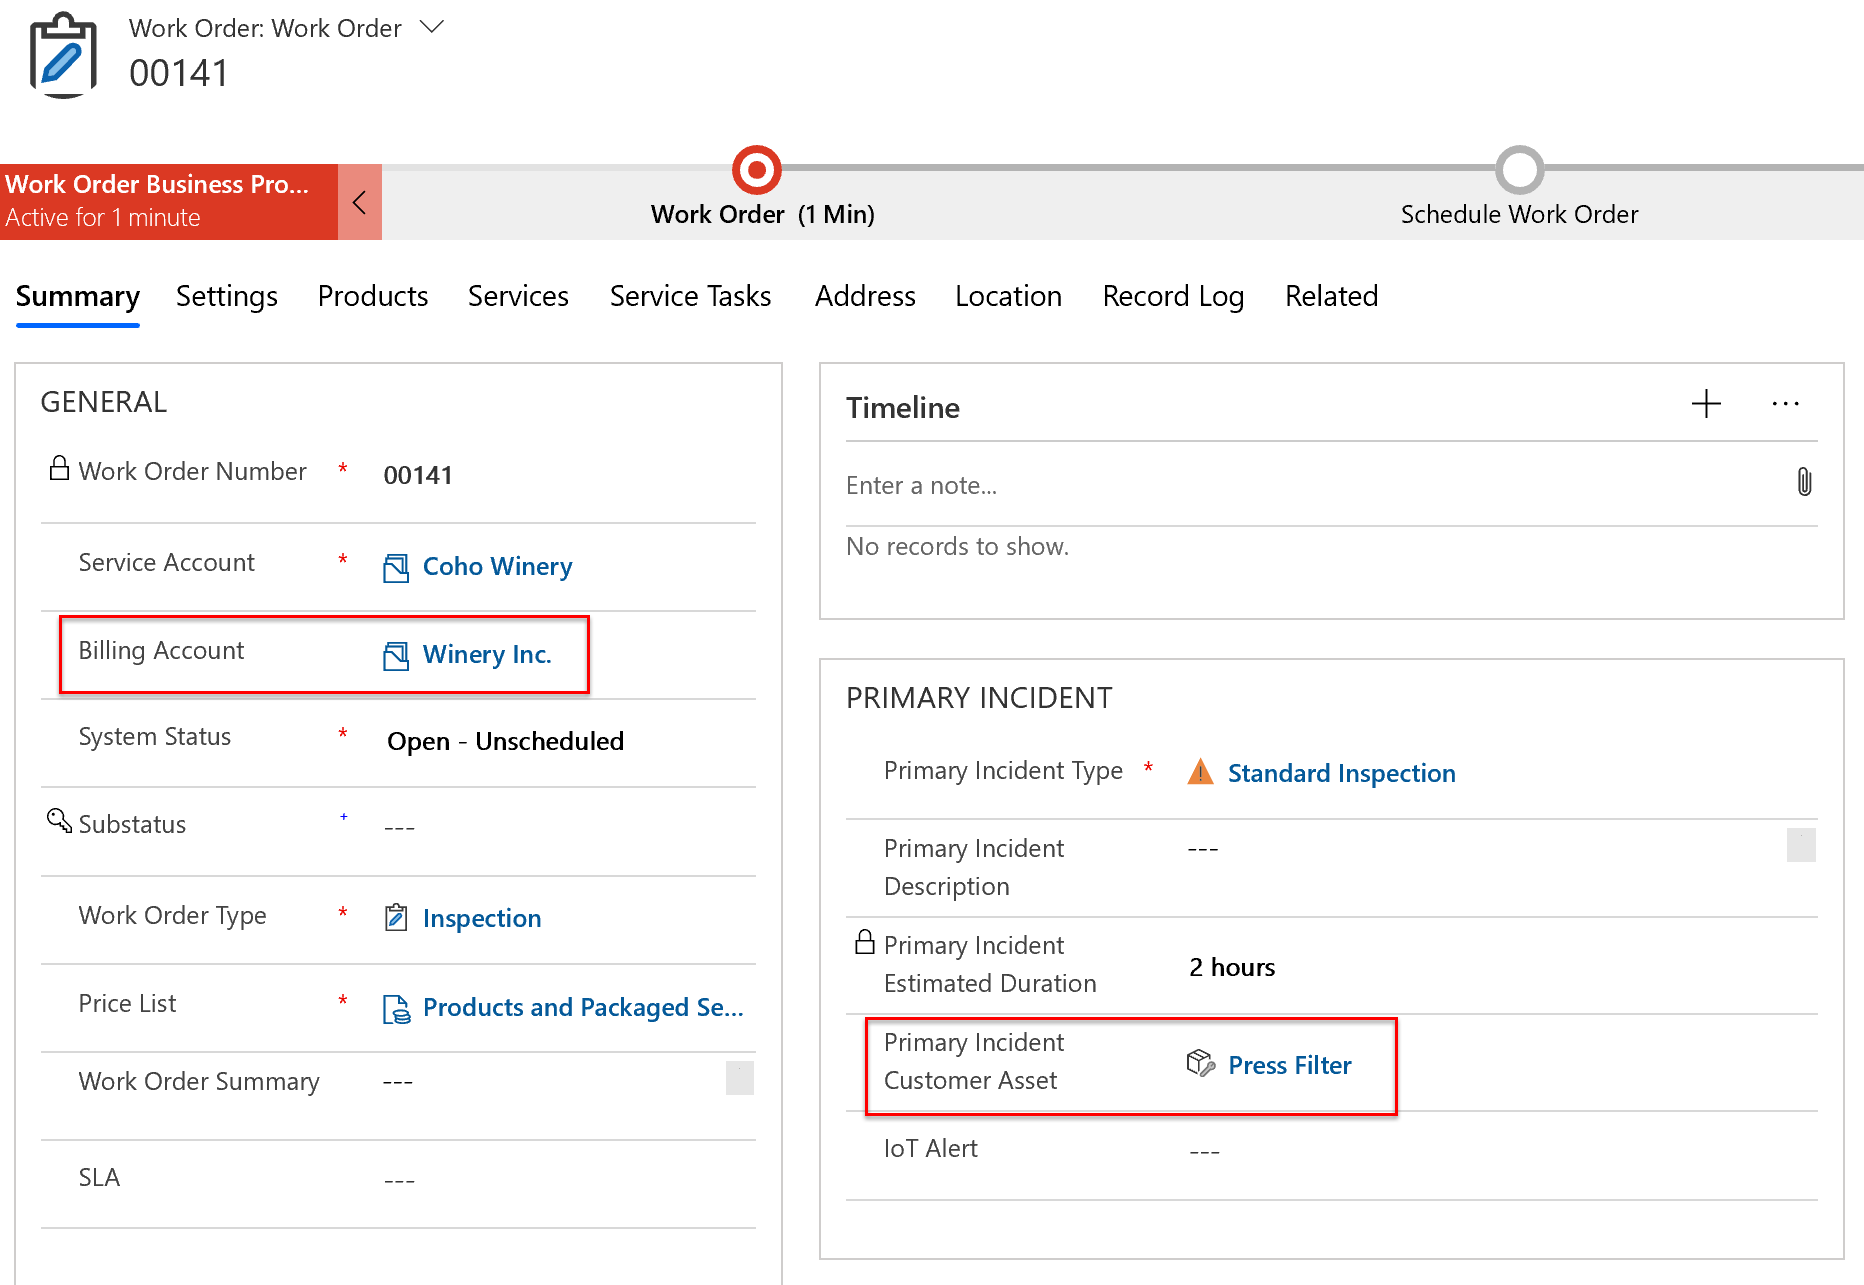 Work Order: Work Order
00141
Work Order Business Pro...
Active for 1 minute
Work Order (1 Min)
Schedule Work Order
Summary
Settings
Products
Services
Service Tasks
Address
Location
Record Log
Related
GENERAL
Work Order Number * 00141
Service Account * Coho Winery
Billing Account Winery Inc.
System Status * Open - Unscheduled
Substatus + ---
Work Order Type * Inspection
Price List * Products and Packaged Se...
Work Order Summary ---
SLA ---
Timeline
Enter a note...
No records to show.
PRIMARY INCIDENT
Primary Incident Type * Standard Inspection
Primary Incident
Description
---
Primary Incident
Estimated Duration
2 hours
Primary Incident
Customer Asset
Press Filter
IoT Alert ---